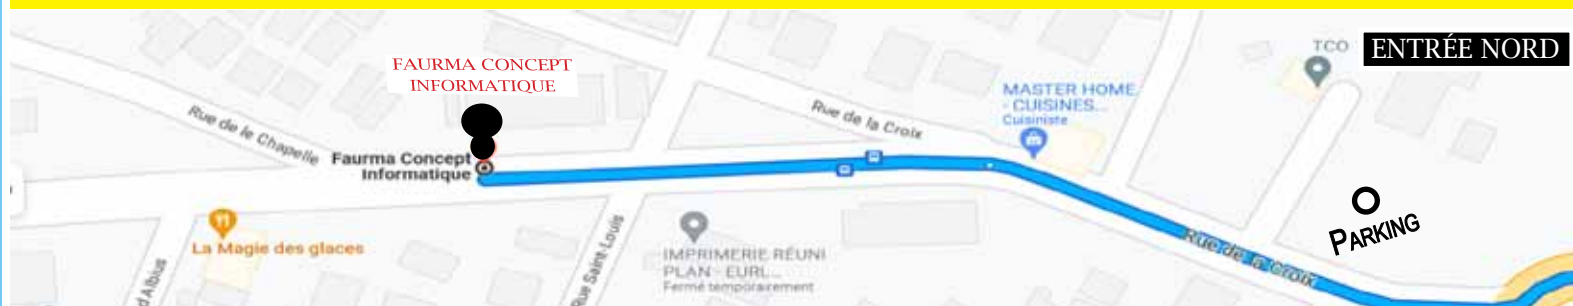 TCO
ENTRÉE NORD
FAURMA CONCEPT
INFORMATIQUE
MASTER HOME
- CUISINES...
Cuisiniste
Rue de la Croix
Rue de le Chapelle
Faurma Concept
Informatique
PARKING
La Magie des glaces
Rue Saint-Louis
IMPRIMERIE RÉUNI
PLAN - EURL...
Fermé temporairement
Rue de la Croix
d Albius